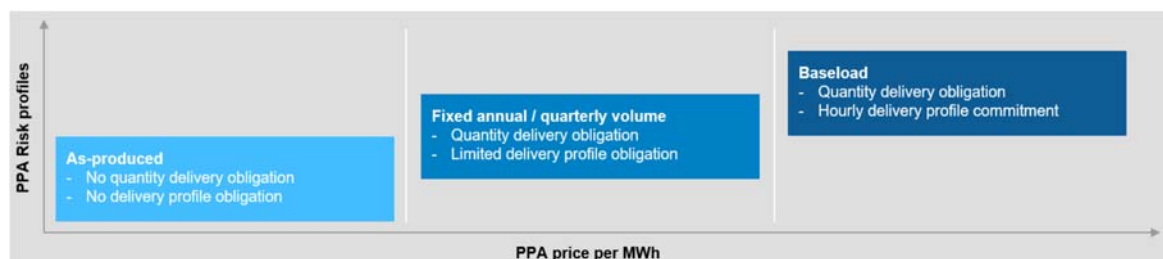 PPA Risk profiles
As-produced
- No quantity delivery obligation
- No delivery profile obligation
Fixed annual / quarterly volume
- Quantity delivery obligation
- Limited delivery profile obligation
Baseload
- Quantity delivery obligation
- Hourly delivery profile commitment
PPA price per MWh